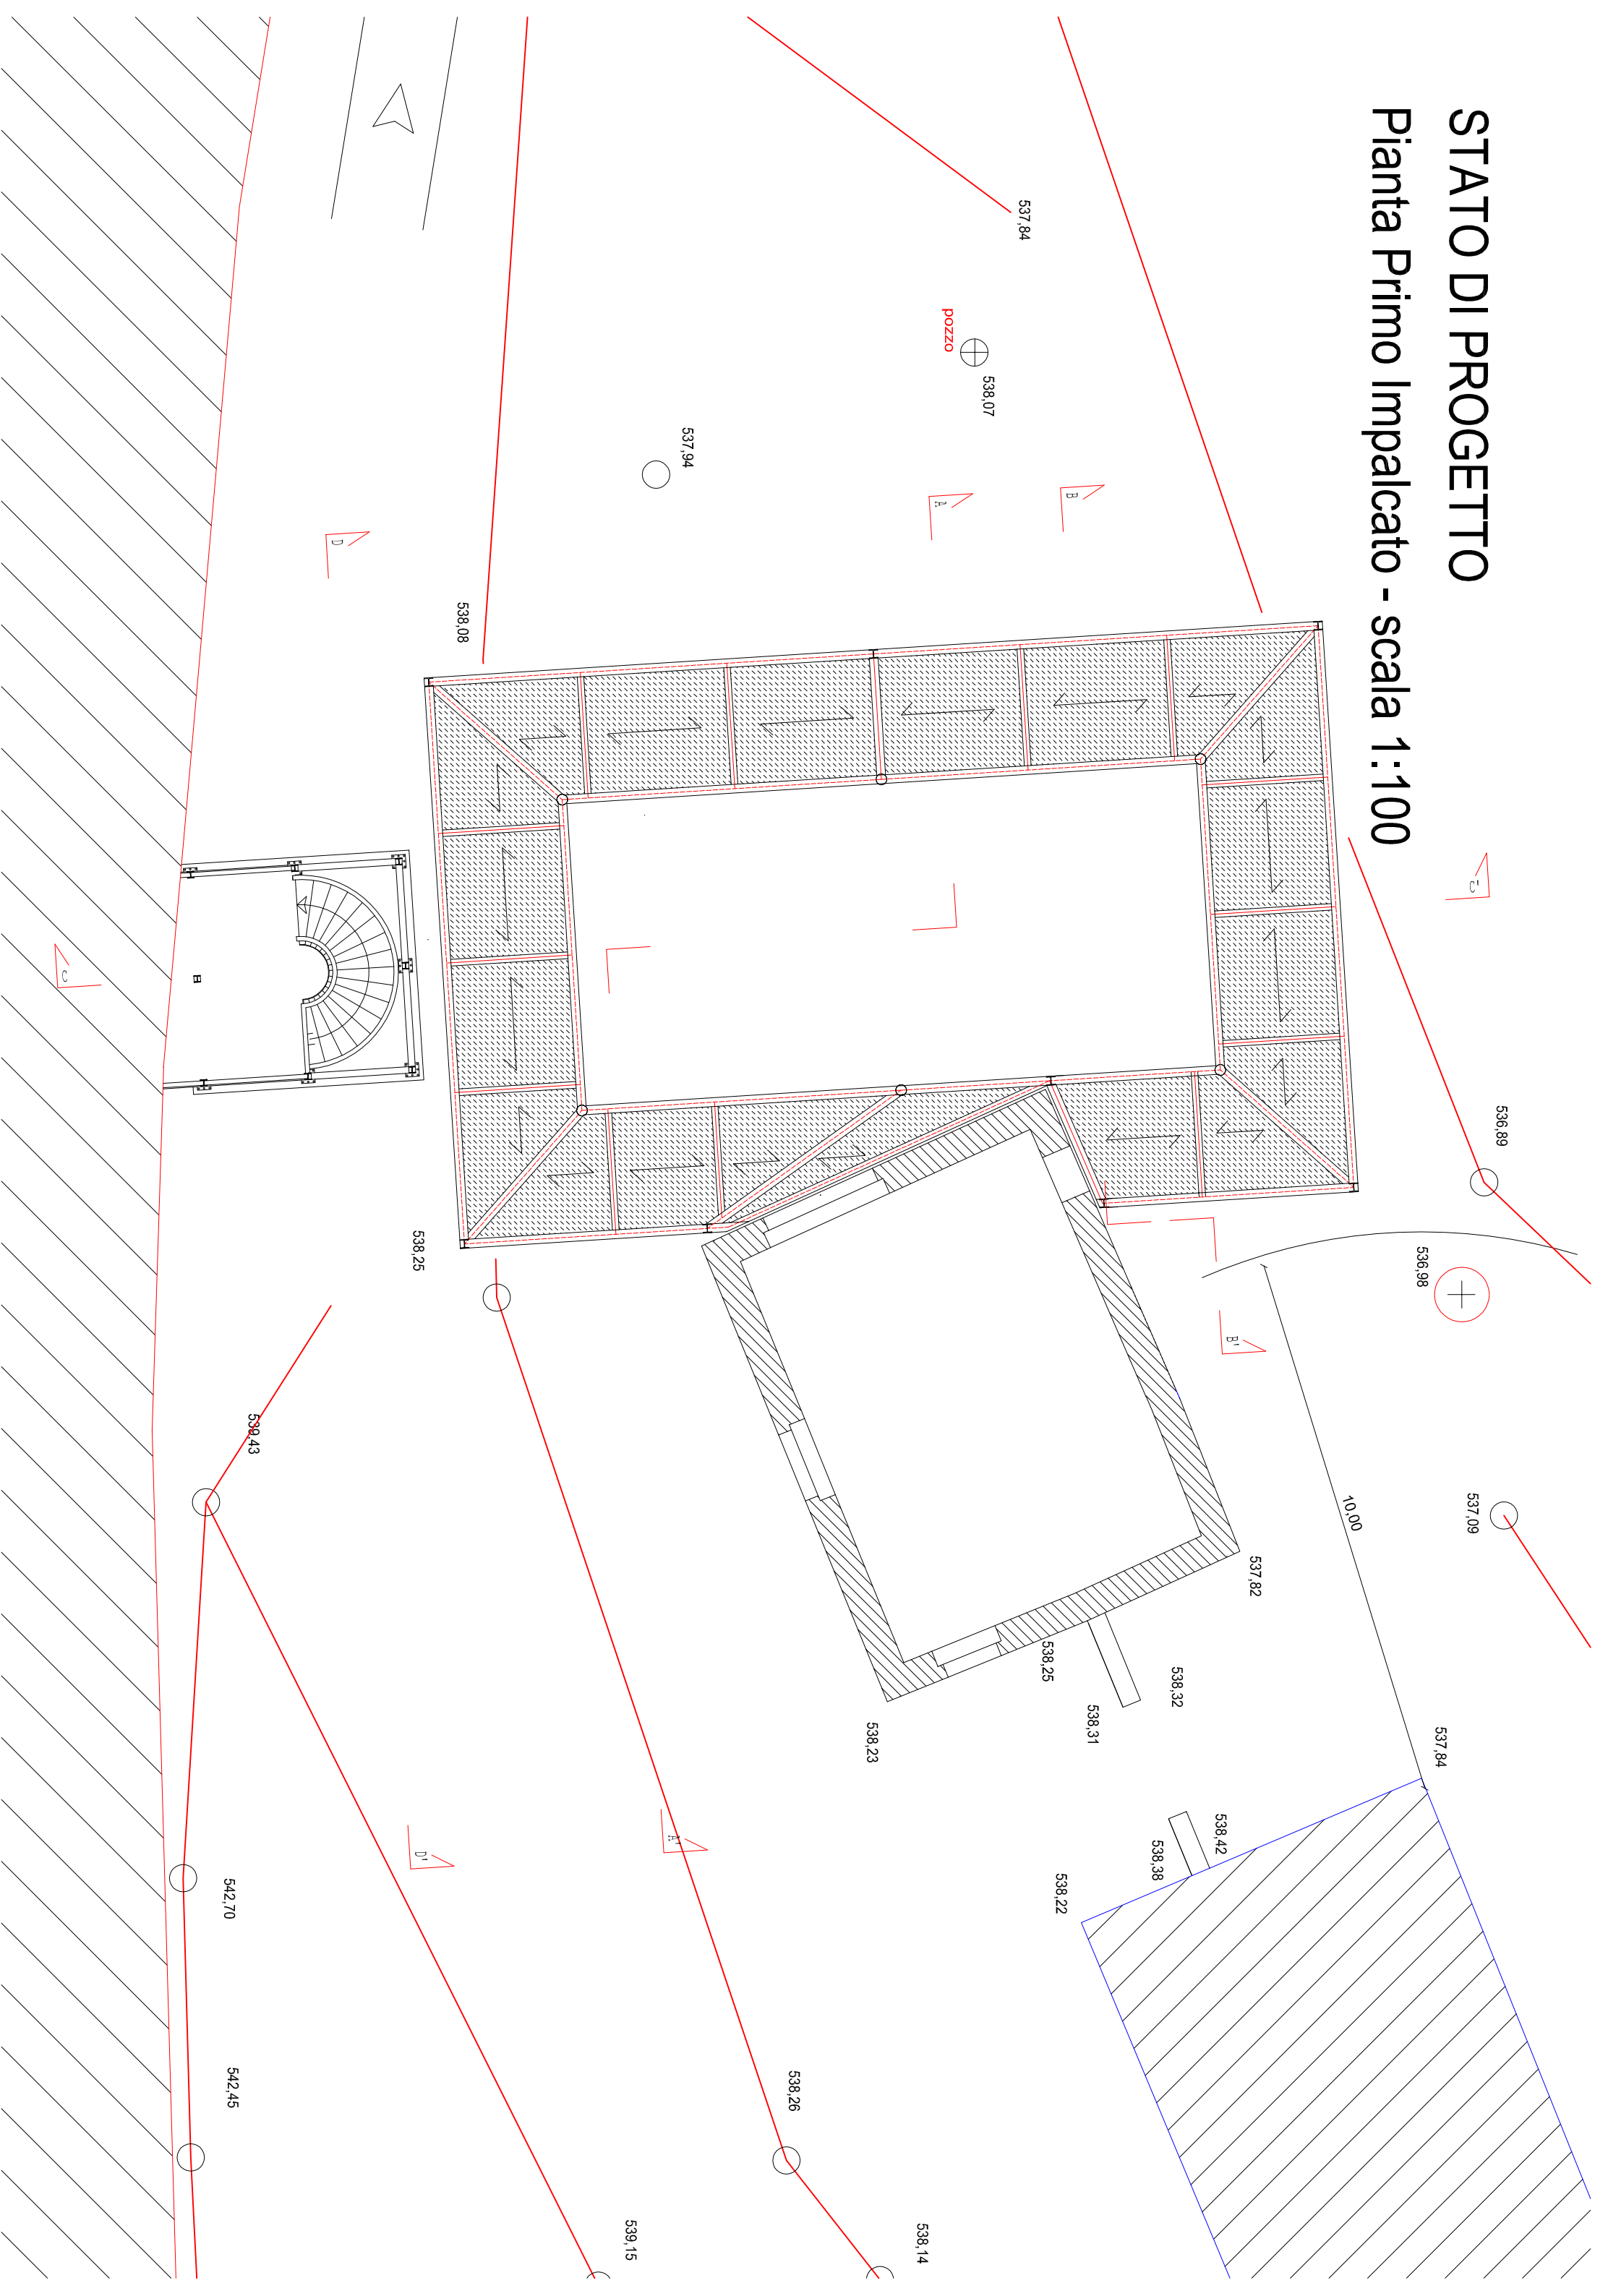 STATO DI PROGETTO
Pianta Primo Impalcato - scala 1:100
537,84
pozzo
538,07
537,94
A
B
D
538,08
C'
C
536,89
536,98
538,25
B'
539,43
10,00
537,09
537,82
538,25
538,32
538,31
538,23
537,84
538,42
538,38
538,22
A'
D'
542,70
542,45
538,26
539,15
538,14